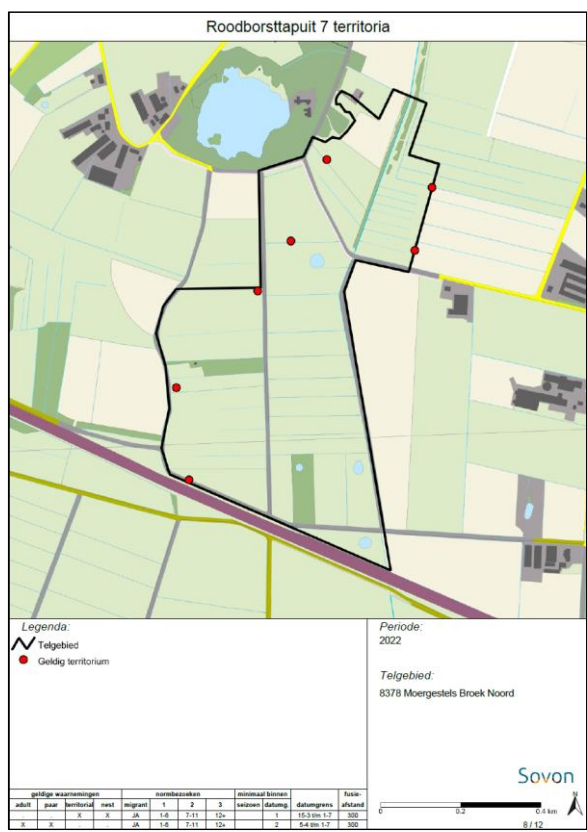 Roodborsttapuit 7 territoria
Legenda:
Telgebied
Geldig territorium
Periode:
2022
Telgebied:
8378 Moergestels Broek Noord
Sovon
0 0.2 0.4 km
N
8 / 12
geldige waarnemingen normbezoeken minimaal binnen fusie-
adult paar territorial nest migrant 1 2 3 seizoen datumg. datumgrens afstand
. . X X JA 1-6 7-11 12+ . 1 15-3 t/m 1-7 300
X X . . JA 1-6 7-11 12+ . 2 5-4 t/m 1-7 300